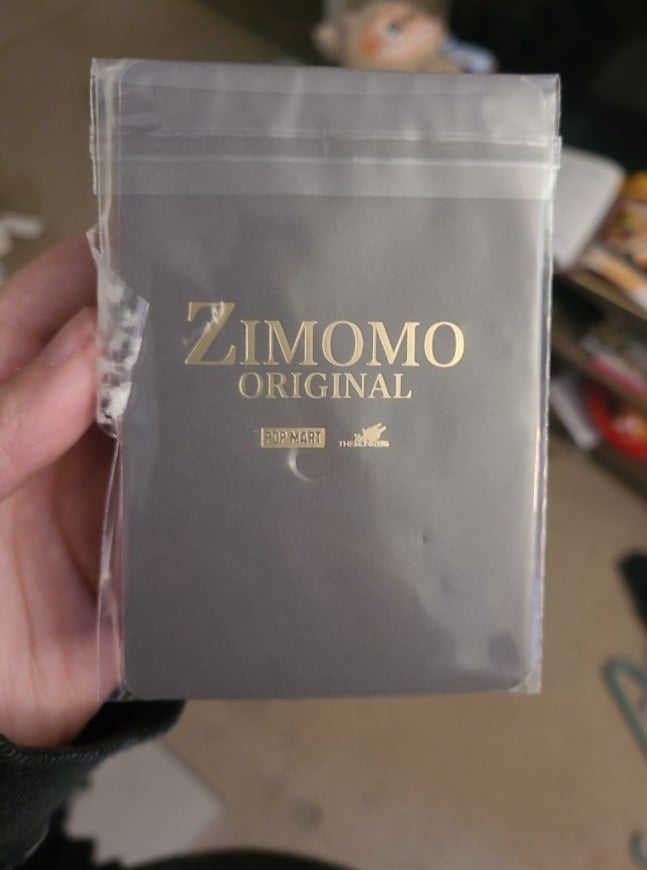 ZIMOMO
ORIGINAL
POP MART THE MONSTERS